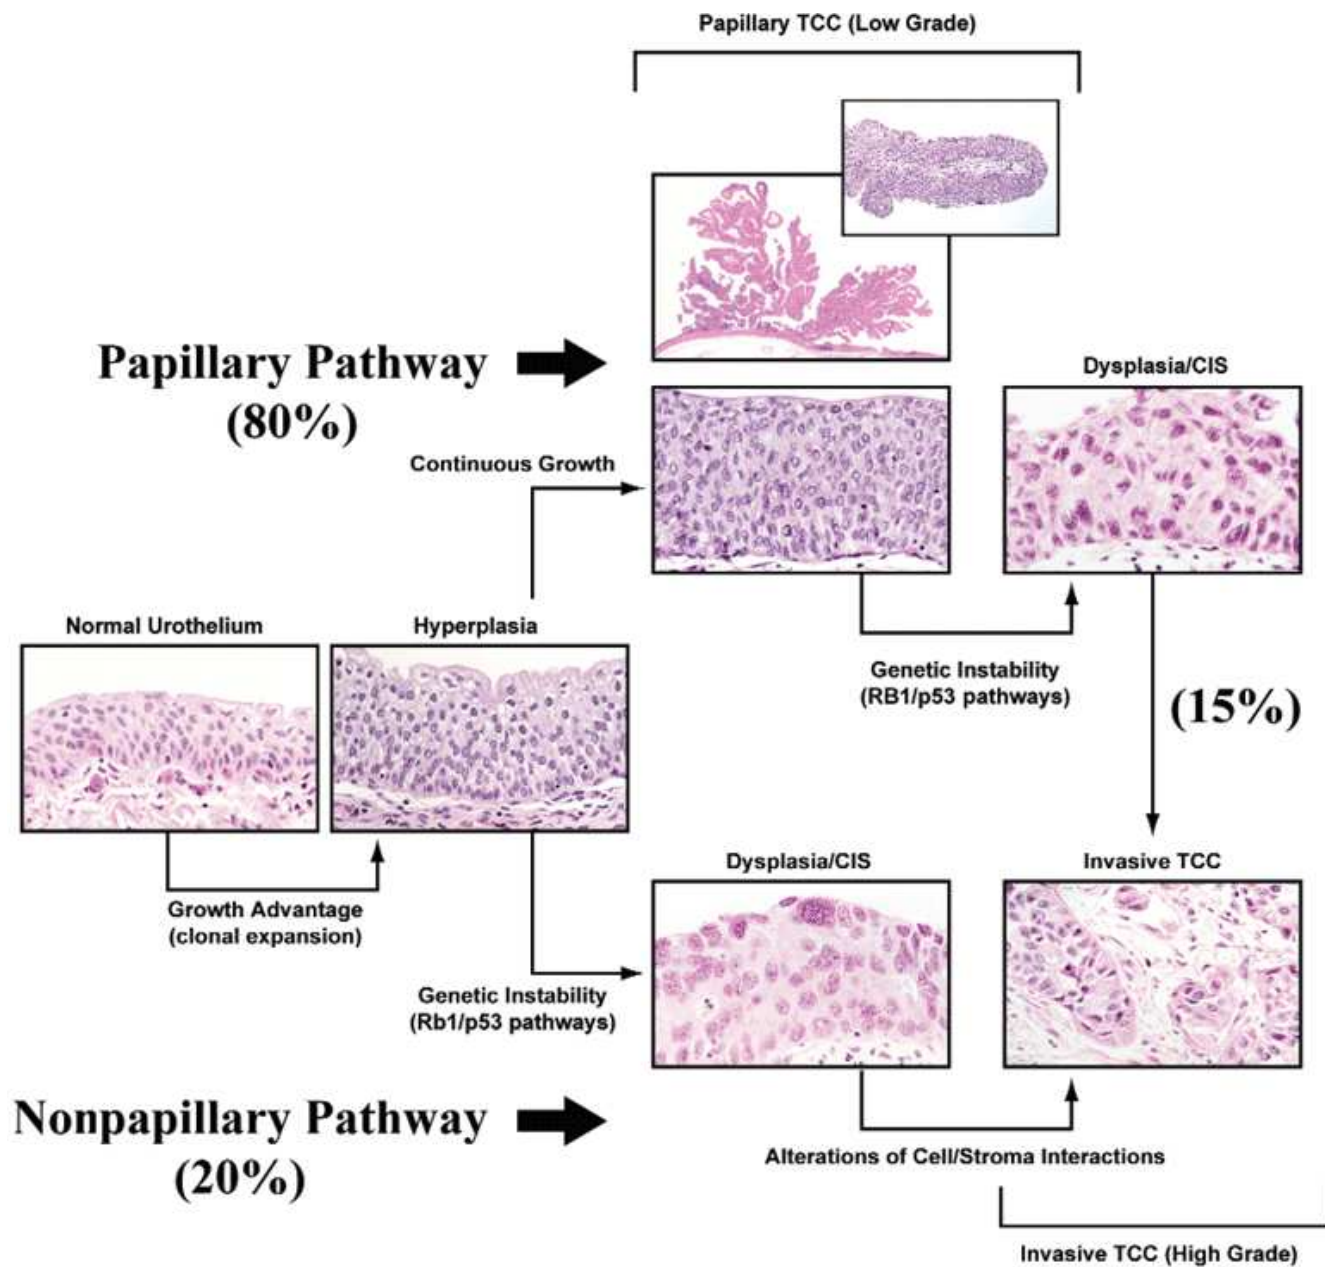 Papillary TCC (Low Grade)
Papillary Pathway
(80%)
Dysplasia/CIS
Continuous Growth
Normal Urothelium
Hyperplasia
Genetic Instability
(RB1/p53 pathways)
(15%)
Growth Advantage
(clonal expansion)
Dysplasia/CIS
Invasive TCC
Genetic Instability
(Rb1/p53 pathways)
Nonpapillary Pathway
(20%)
Alterations of Cell/Stroma Interactions
Invasive TCC (High Grade)